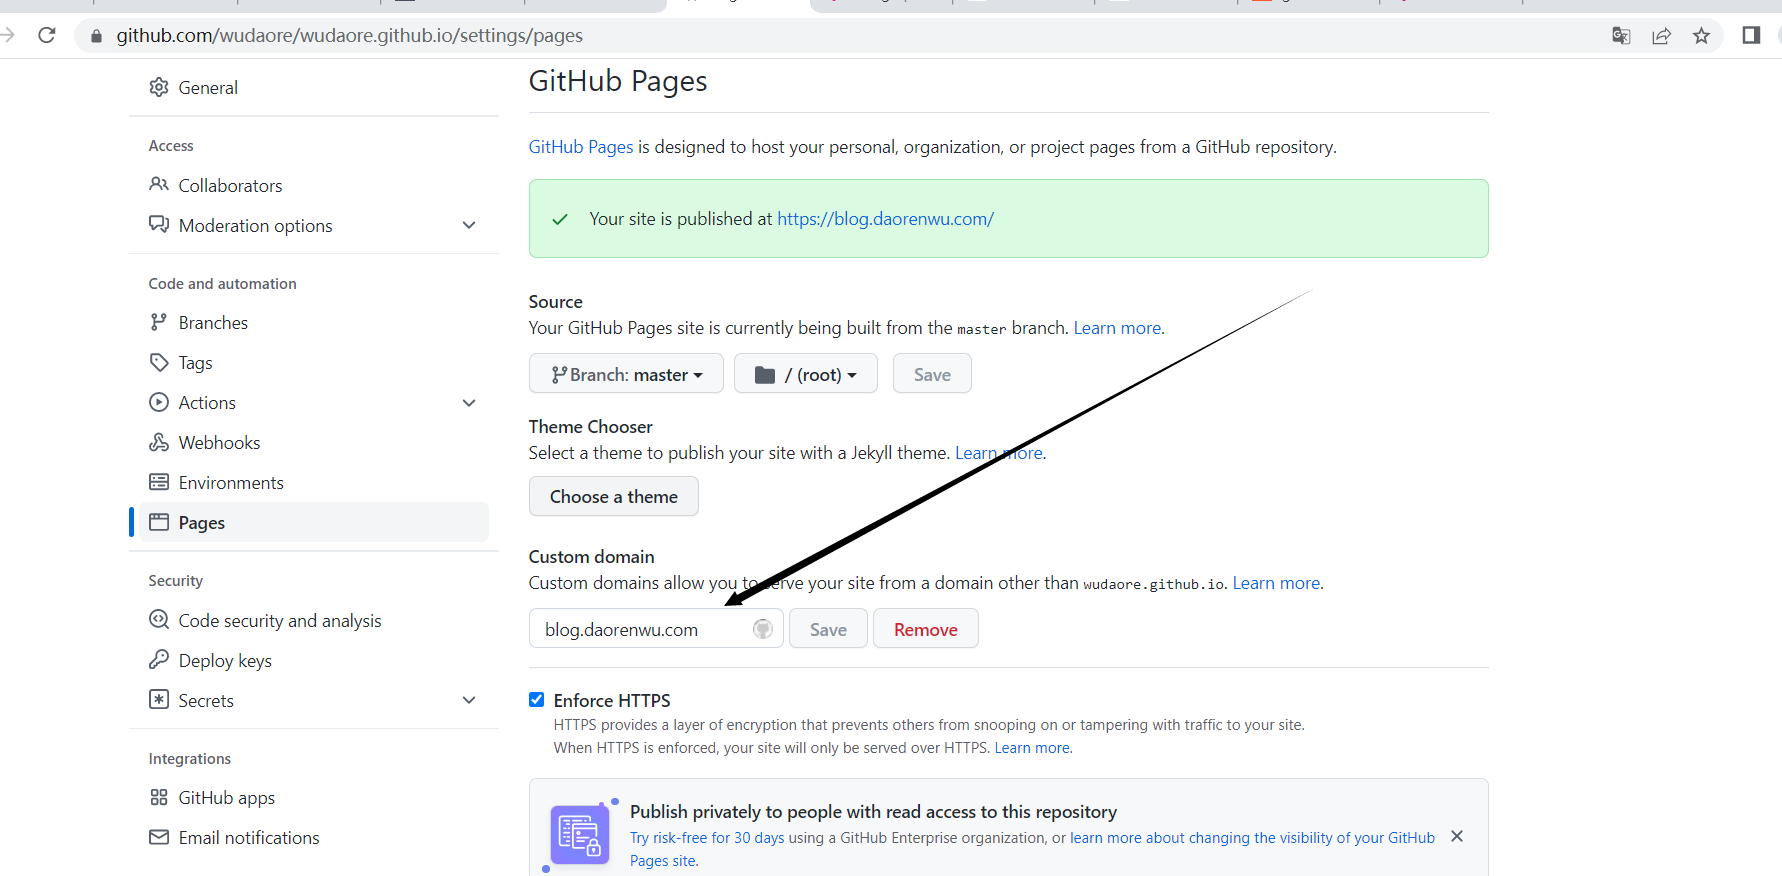 github.com/wudaore/wudaore.github.io/settings/pages
General
Access
Collaborators
Moderation options
Code and automation
Branches
Tags
Actions
Webhooks
Environments
Pages
Security
Code security and analysis
Deploy keys
Secrets
Integrations
GitHub apps
Email notifications
GitHub Pages
GitHub Pages is designed to host your personal, organization, or project pages from a GitHub repository.
Your site is published at https://blog.daorenwu.com/
Source
Your GitHub Pages site is currently being built from the master branch. Learn more.
Branch: master
/ (root)
Save
Theme Chooser
Select a theme to publish your site with a Jekyll theme. Learn more.
Choose a theme
Custom domain
Custom domains allow you to serve your site from a domain other than wudaore.github.io. Learn more.
blog.daorenwu.com
Save
Remove
Enforce HTTPS
HTTPS provides a layer of encryption that prevents others from snooping on or tampering with traffic to your site.
When HTTPS is enforced, your site will only be served over HTTPS. Learn more.
Publish privately to people with read access to this repository
Try risk-free for 30 days using a GitHub Enterprise organization, or learn more about changing the visibility of your GitHub
Pages site.